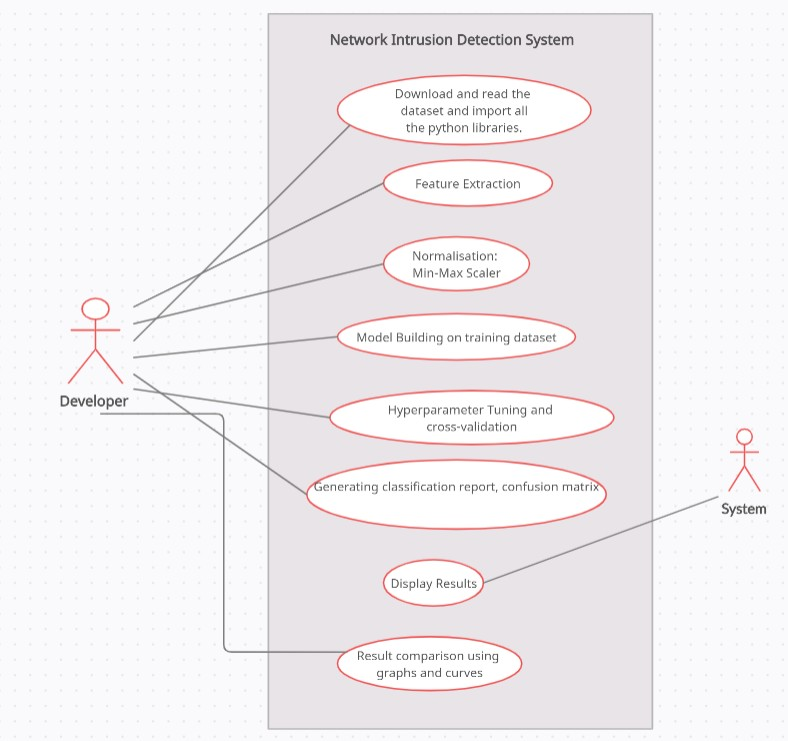 Network Intrusion Detection System
Download and read the
dataset and import all
the python libraries.
Feature Extraction
Normalisation:
Min-Max Scaler
Model Building on training dataset
Developer
Hyperparameter Tuning and
cross-validation
Generating classification report, confusion matrix
System
Display Results
Result comparison using
graphs and curves